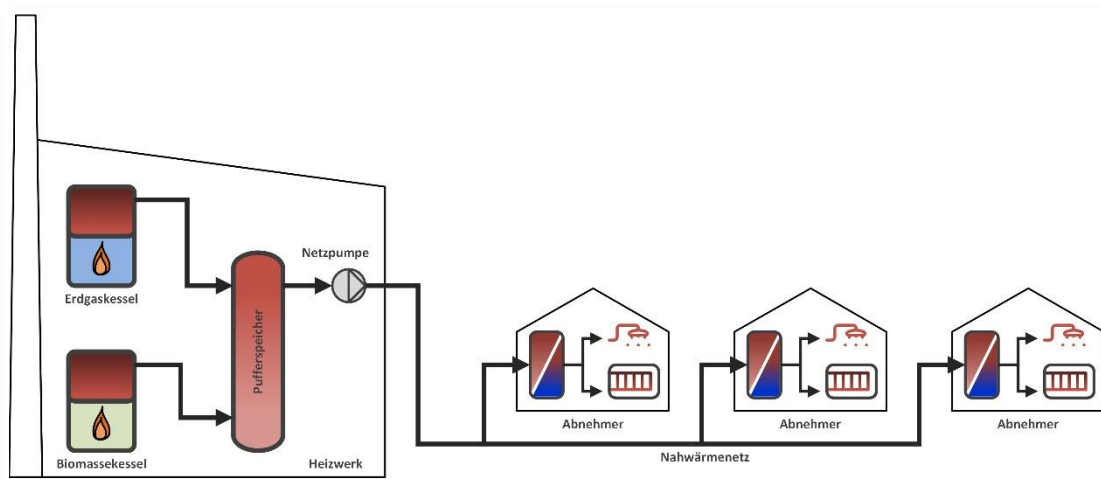 Netzpumpe
Erdgaskessel
Pufferspeicher
Biomassekessel
Heizwerk
Abnehmer
Abnehmer
Abnehmer
Nahwärmenetz